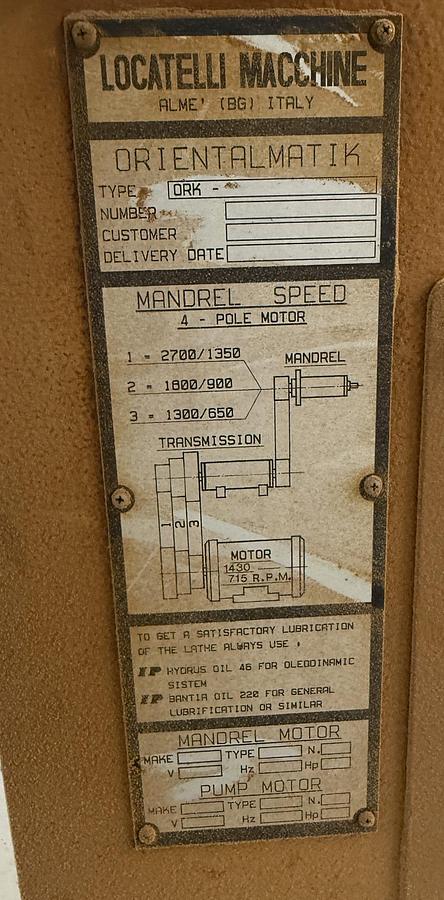 LOCATELLI MACCHINE
ALME' (BG) ITALY
ORIENTALMATIK
TYPE ORK -
NUMBER
CUSTOMER
DELIVERY DATE
MANDREL SPEED
4 - POLE MOTOR
1 = 2700/1350
MANDREL
2 = 1800/900
3 = 1300/650
TRANSMISSION
1 2 3
MOTOR
1430
715 R.P.M.
TO GET A SATISFACTORY LUBRICATION
OF THE LATHE ALWAYS USE :
IP HYDRUS OIL 46 FOR OLEODINAMIC
SISTEM
IP BANTIA OIL 220 FOR GENERAL
LUBRIFICATION OR SIMILAR
MANDREL MOTOR
MAKE TYPE N.
V Hz Hp
PUMP MOTOR
MAKE TYPE N.
V Hz Hp